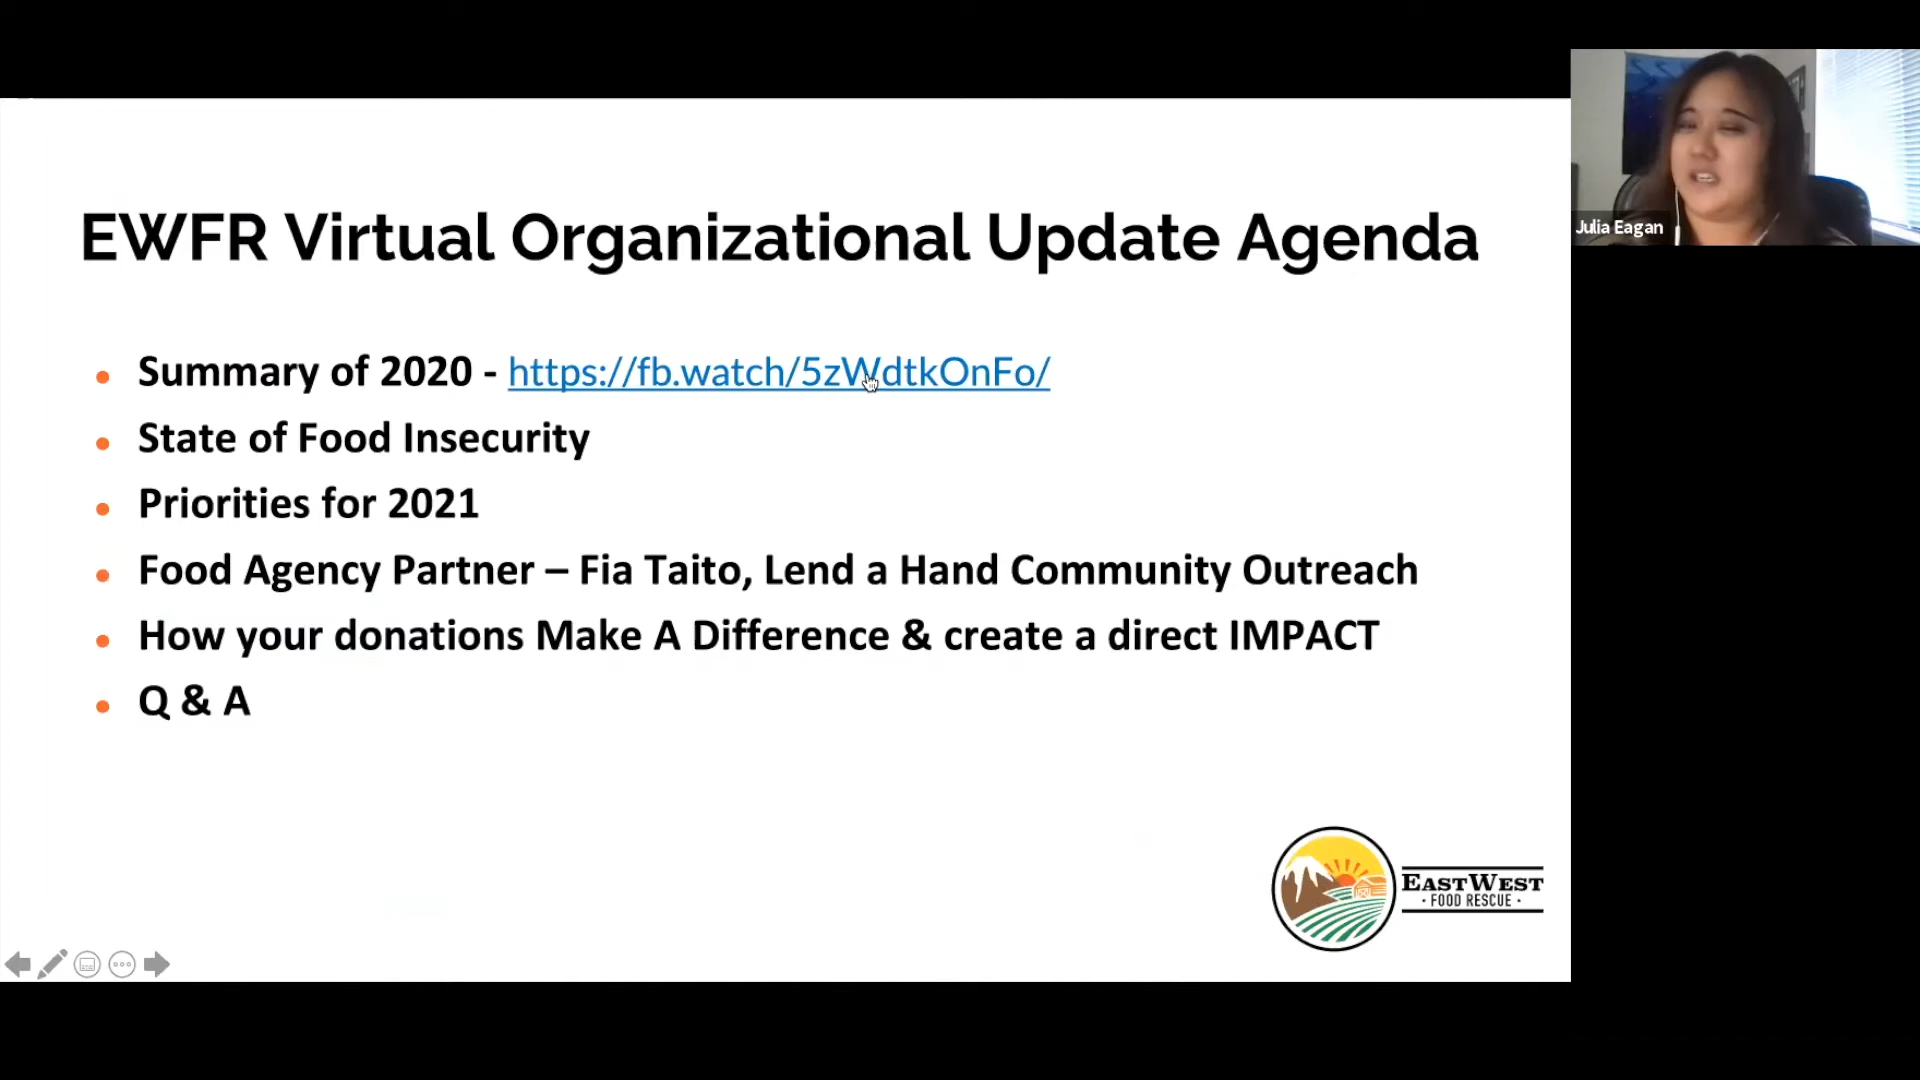 EWFR Virtual Organizational Update Agenda
Summary of 2020 - https://fb.watch/5zWdtkOnFo/
State of Food Insecurity
Priorities for 2021
Food Agency Partner – Fia Taito, Lend a Hand Community Outreach
How your donations Make A Difference & create a direct IMPACT
Q & A
Julia Eagan
EASTWEST
· FOOD RESCUE ·